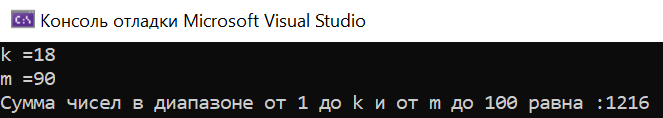 Консоль отладки Microsoft Visual Studio
k =18
m =90
Сумма чисел в диапазоне от 1 до k и от m до 100 равна :1216